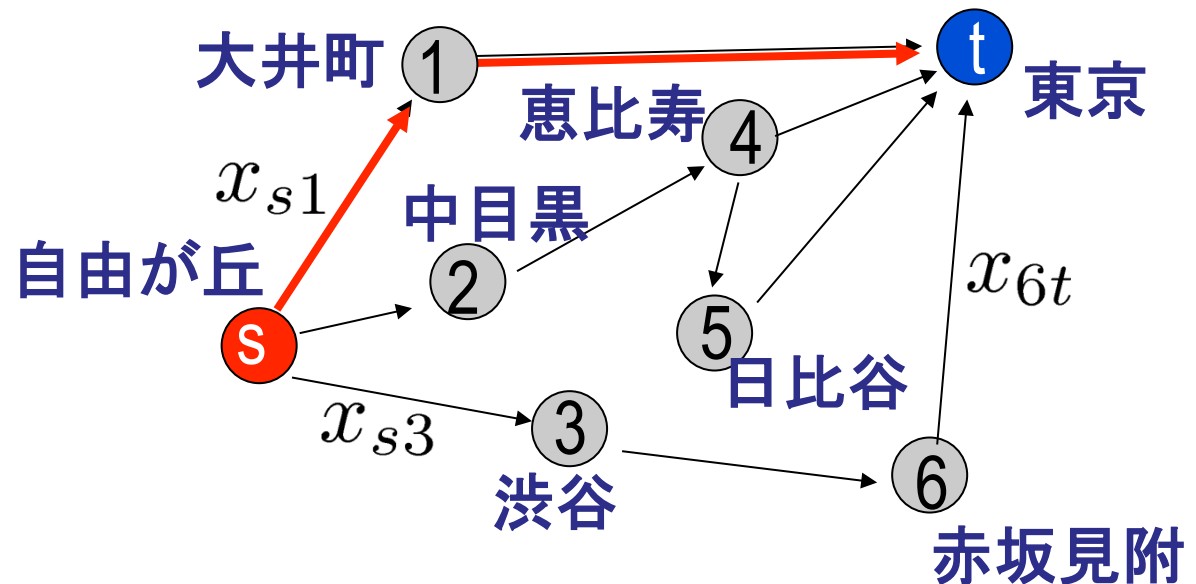 大井町
1
t
東京
恵比寿
4
x_{s1}
中目黒
自由が丘
2
x_{6t}
s
5
日比谷
x_{s3}
3
6
渋谷
赤坂見附